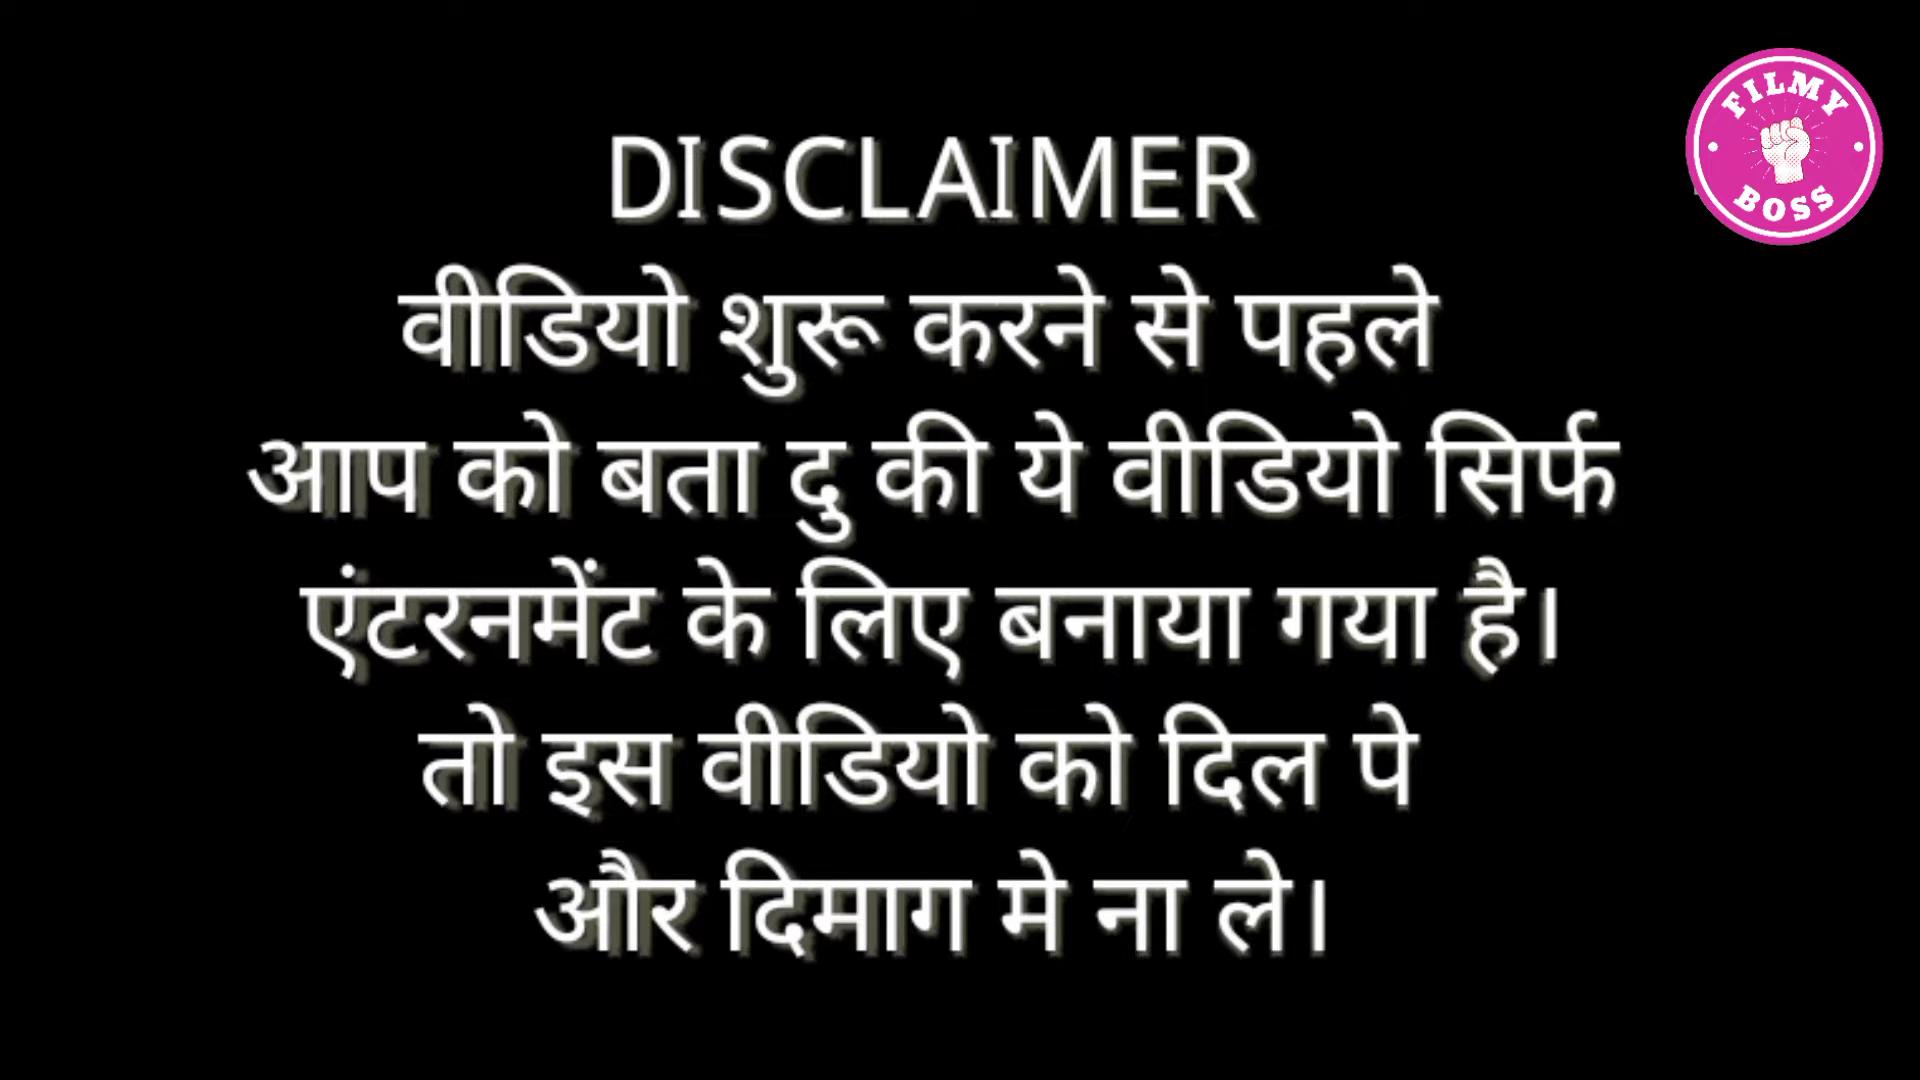 FILMY
BOSS
DISCLAIMER
वीडियो शुरू करने से पहले
आप को बता दु की ये वीडियो सिर्फ
एंटरनमेंट के लिए बनाया गया है।
तो इस वीडियो को दिल पे
और दिमाग मे ना ले।